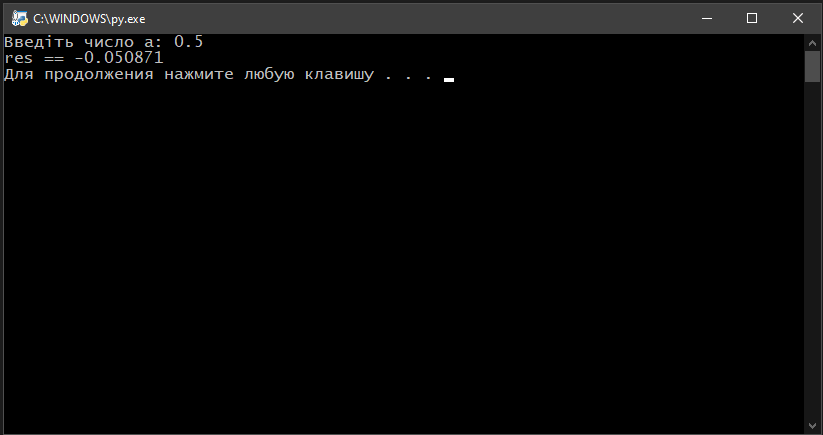 C:\WINDOWS\py.exe
Введіть число a: 0.5
res == -0.050871
Для продолжения нажмите любую клавишу . . .